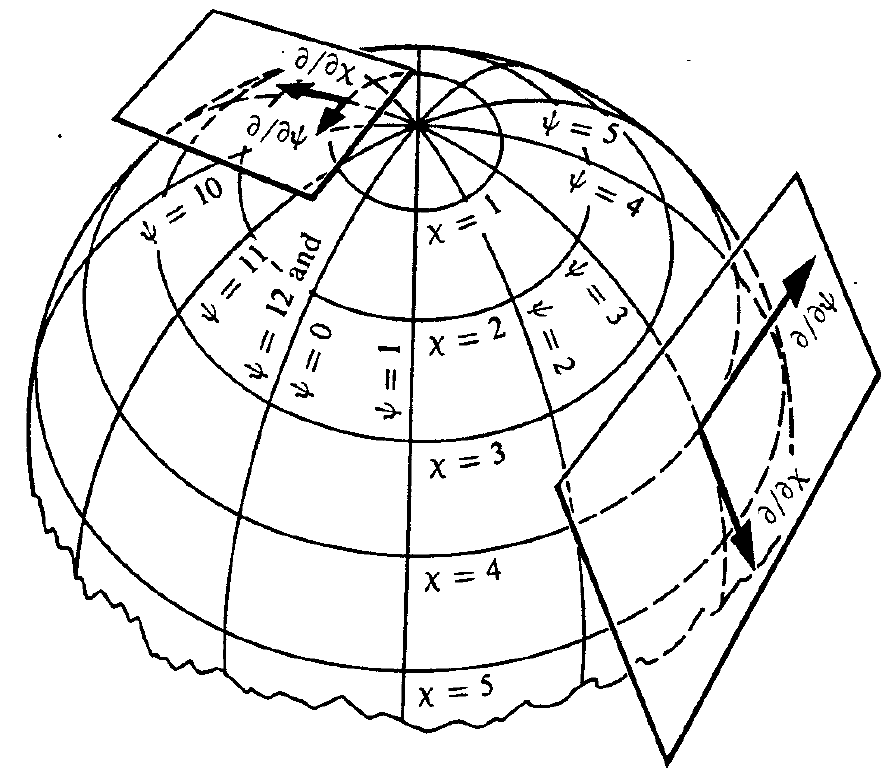 ∂/∂χ
∂/∂ψ
ψ = 5
ψ = 4
ψ = 10
χ = 1
ψ = 11
ψ = 12 and
ψ = 0
ψ = 1
χ = 2
ψ = 2
ψ = 3
∂/∂ψ
χ = 3
∂/∂χ
χ = 4
χ = 5